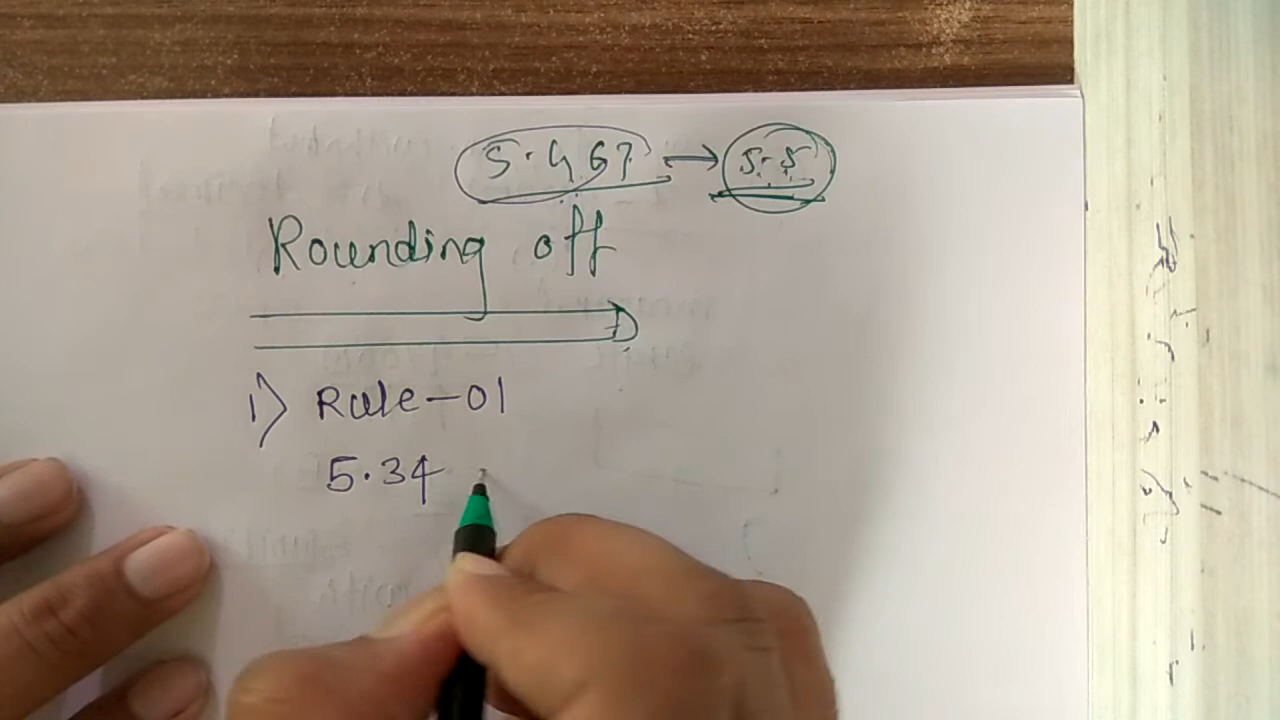 5.467 → 5.5
Rounding off
1) Rule-01
5.34